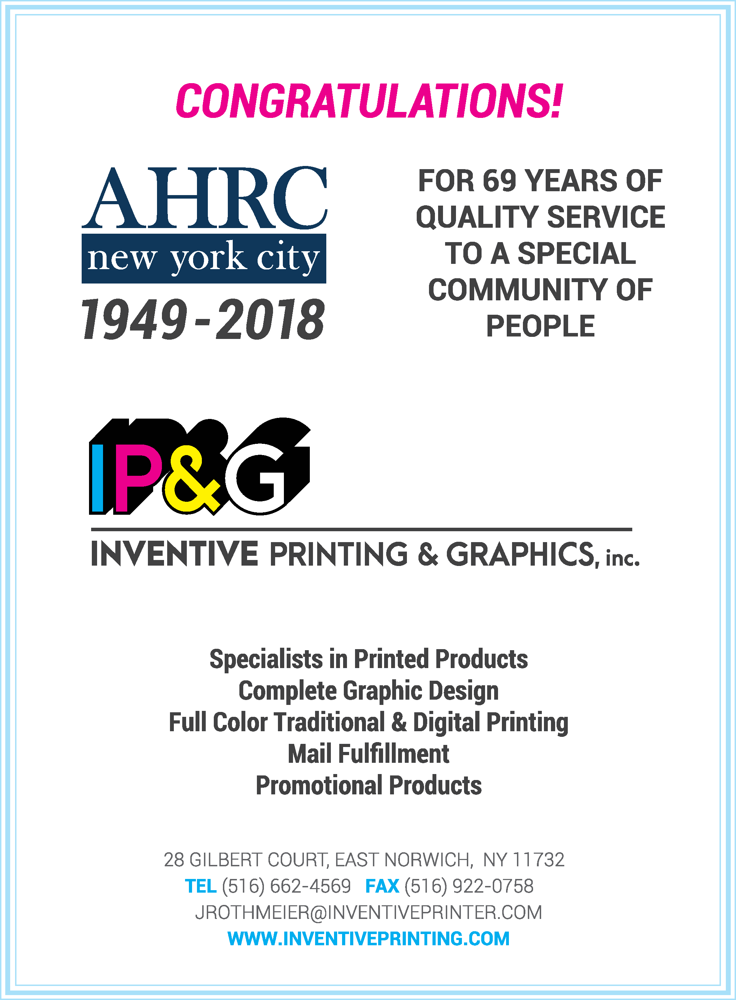 CONGRATULATIONS!
AHRC
new york city
1949-2018
FOR 69 YEARS OF
QUALITY SERVICE
TO A SPECIAL
COMMUNITY OF
PEOPLE
IP&G
INVENTIVE PRINTING & GRAPHICS, inc.
Specialists in Printed Products
Complete Graphic Design
Full Color Traditional & Digital Printing
Mail Fulfillment
Promotional Products
28 GILBERT COURT, EAST NORWICH, NY 11732
TEL (516) 662-4569 FAX (516) 922-0758
JROTHMEIER@INVENTIVEPRINTER.COM
WWW.INVENTIVEPRINTING.COM